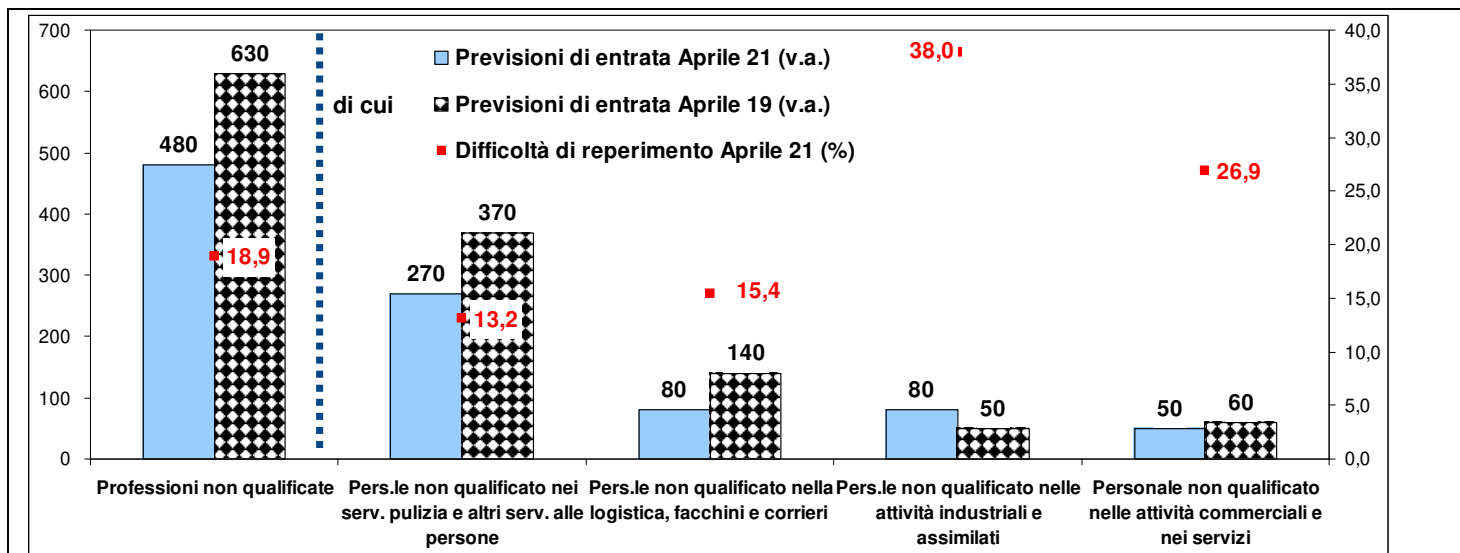 700
600
500
400
300
200
100
0
40,0
35,0
30,0
25,0
20,0
15,0
10,0
5,0
0,0
Previsioni di entrata Aprile 21 (v.a.)
Previsioni di entrata Aprile 19 (v.a.)
Difficoltà di reperimento Aprile 21 (%)
di cui
480
630
18,9
270
370
13,2
80
140
15,4
80
50
38,0
50
60
26,9
Professioni non qualificate
Pers.le non qualificato nei
serv. pulizia e altri serv. alle
persone
Pers.le non qualificato nella
logistica, facchini e corrieri
Pers.le non qualificato nelle
attività industriali e
assimilati
Personale non qualificato
nelle attività commerciali e
nei servizi